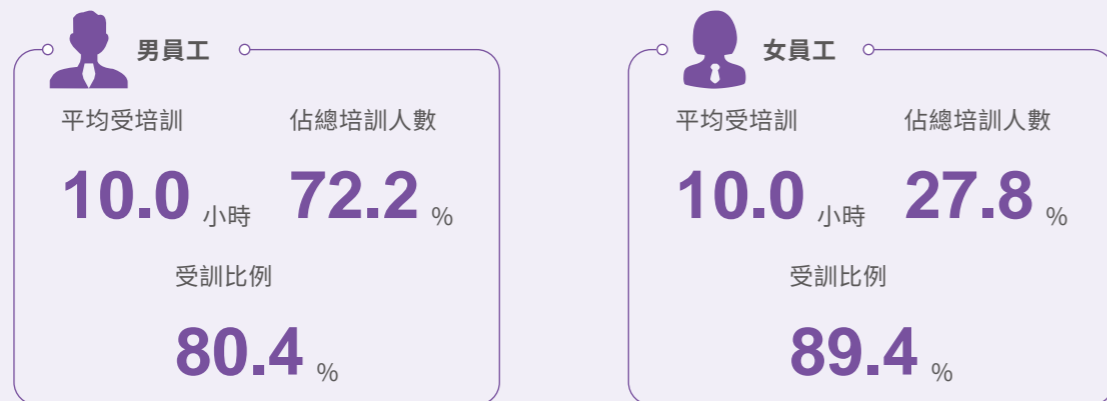 男員工
平均受培訓
10.0 小時
佔總培訓人數
72.2 %
受訓比例
80.4 %
女員工
平均受培訓
10.0 小時
佔總培訓人數
27.8 %
受訓比例
89.4 %